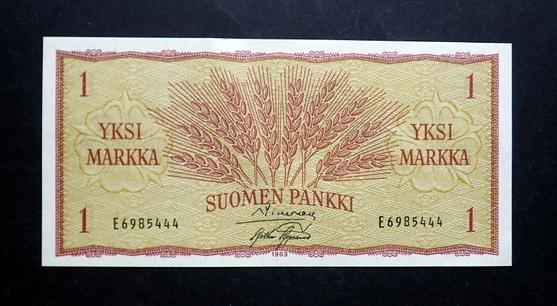 1 1
YKSI YKSI
MARKKA MARKKA
SUOMEN PANKKI
1 E6985444 E6985444 1
1963